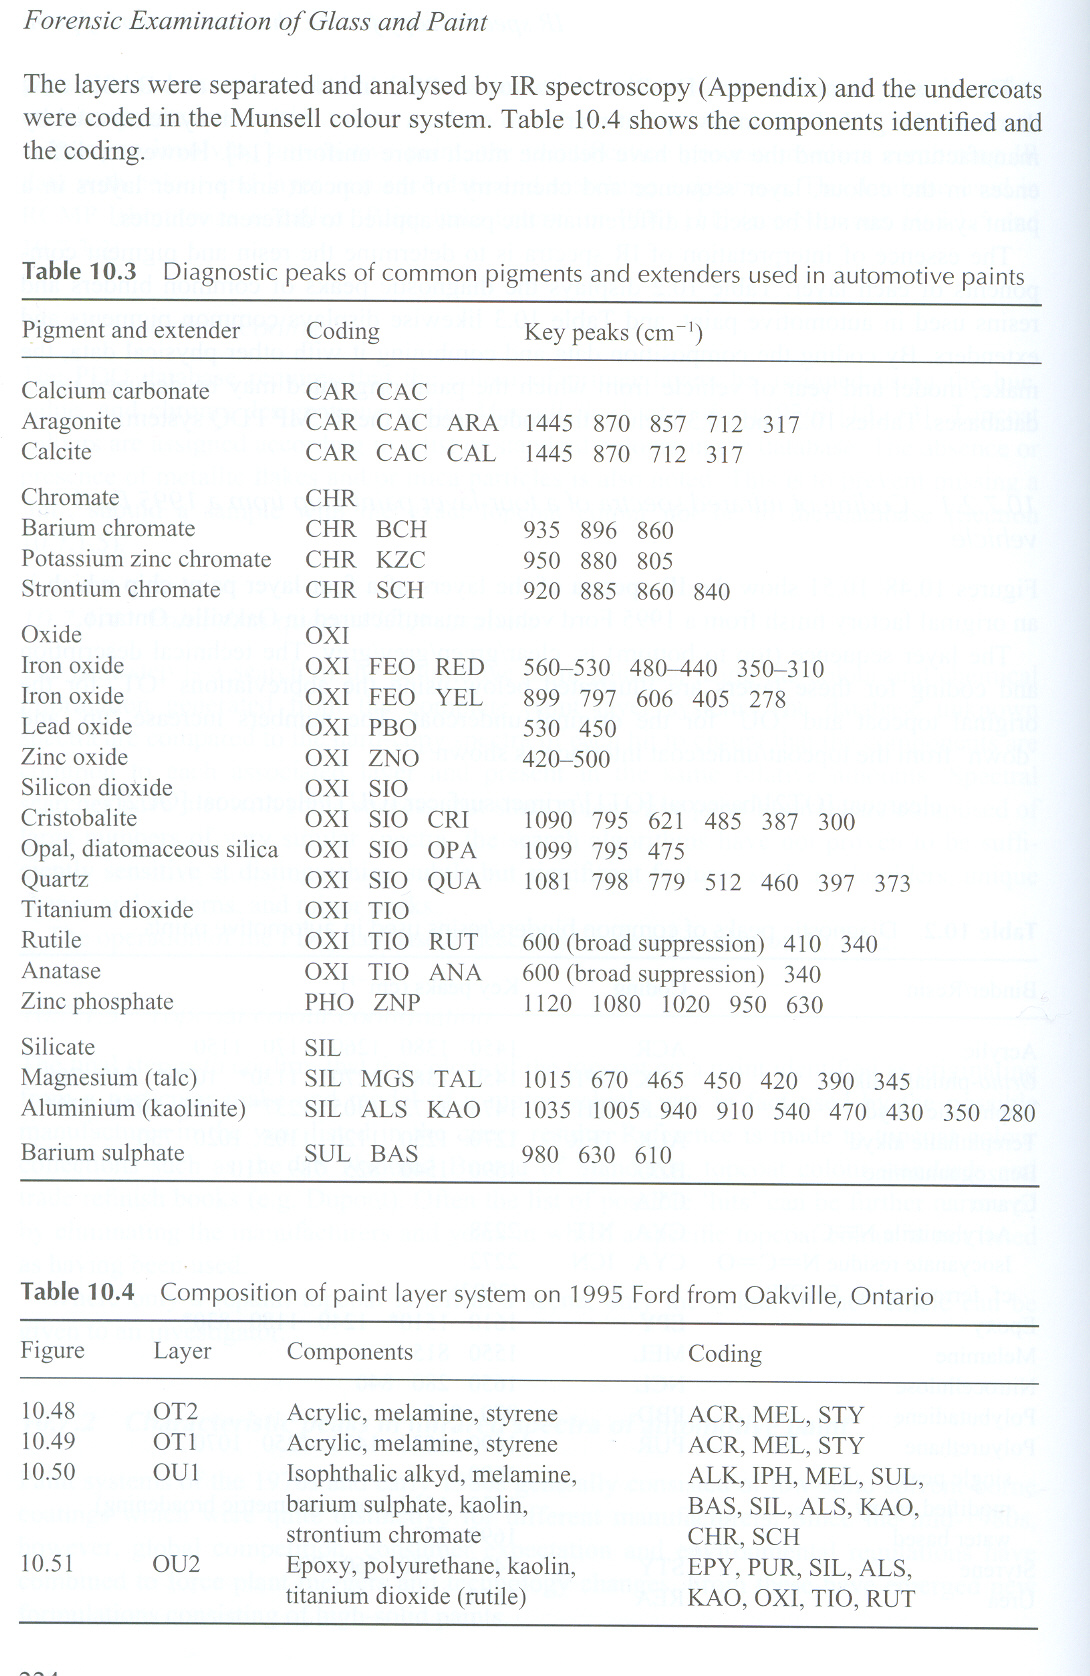 Forensic Examination of Glass and Paint
The layers were separated and analysed by IR spectroscopy (Appendix) and the undercoats
were coded in the Munsell colour system. Table 10.4 shows the components identified and
the coding.
Table 10.3 Diagnostic peaks of common pigments and extenders used in automotive paints
Pigment and extender Coding Key peaks (cm⁻¹)
Calcium carbonate CAR CAC
Aragonite CAR CAC ARA 1445 870 857 712 317
Calcite CAR CAC CAL 1445 870 712 317
Chromate CHR
Barium chromate CHR BCH 935 896 860
Potassium zinc chromate CHR KZC 950 880 805
Strontium chromate CHR SCH 920 885 860 840
Oxide OXI
Iron oxide OXI FEO RED 560–530 480–440 350–310
Iron oxide OXI FEO YEL 899 797 606 405 278
Lead oxide OXI PBO 530 450
Zinc oxide OXI ZNO 420–500
Silicon dioxide OXI SIO
Cristobalite OXI SIO CRI 1090 795 621 485 387 300
Opal, diatomaceous silica OXI SIO OPA 1099 795 475
Quartz OXI SIO QUA 1081 798 779 512 460 397 373
Titanium dioxide OXI TIO
Rutile OXI TIO RUT 600 (broad suppression) 410 340
Anatase OXI TIO ANA 600 (broad suppression) 340
Zinc phosphate PHO ZNP 1120 1080 1020 950 630
Silicate SIL
Magnesium (talc) SIL MGS TAL 1015 670 465 450 420 390 345
Aluminium (kaolinite) SIL ALS KAO 1035 1005 940 910 540 470 430 350 280
Barium sulphate SUL BAS 980 630 610
Table 10.4 Composition of paint layer system on 1995 Ford from Oakville, Ontario
Figure Layer Components Coding
10.48 OT2 Acrylic, melamine, styrene ACR, MEL, STY
10.49 OT1 Acrylic, melamine, styrene ACR, MEL, STY
10.50 OU1 Isophthalic alkyd, melamine, ALK, IPH, MEL, SUL,
barium sulphate, kaolin, BAS, SIL, ALS, KAO,
strontium chromate CHR, SCH
10.51 OU2 Epoxy, polyurethane, kaolin, EPY, PUR, SIL, ALS,
titanium dioxide (rutile) KAO, OXI, TIO, RUT